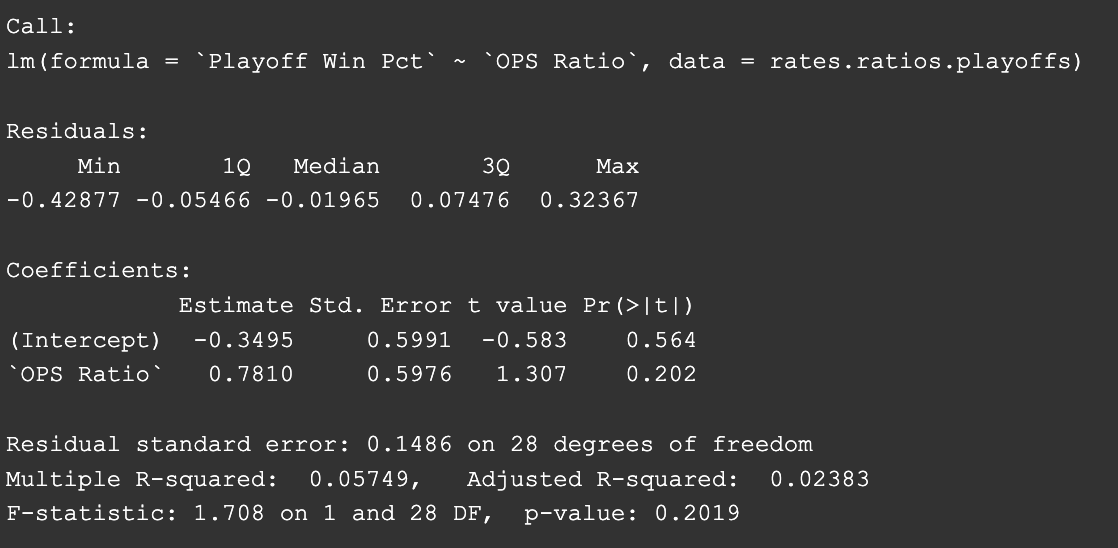 Call:
lm(formula = `Playoff Win Pct` ~ `OPS Ratio`, data = rates.ratios.playoffs)
Residuals:
Min 1Q Median 3Q Max
-0.42877 -0.05466 -0.01965 0.07476 0.32367
Coefficients:
Estimate Std. Error t value Pr(>|t|)
(Intercept) -0.3495 0.5991 -0.583 0.564
`OPS Ratio` 0.7810 0.5976 1.307 0.202
Residual standard error: 0.1486 on 28 degrees of freedom
Multiple R-squared: 0.05749, Adjusted R-squared: 0.02383
F-statistic: 1.708 on 1 and 28 DF, p-value: 0.2019